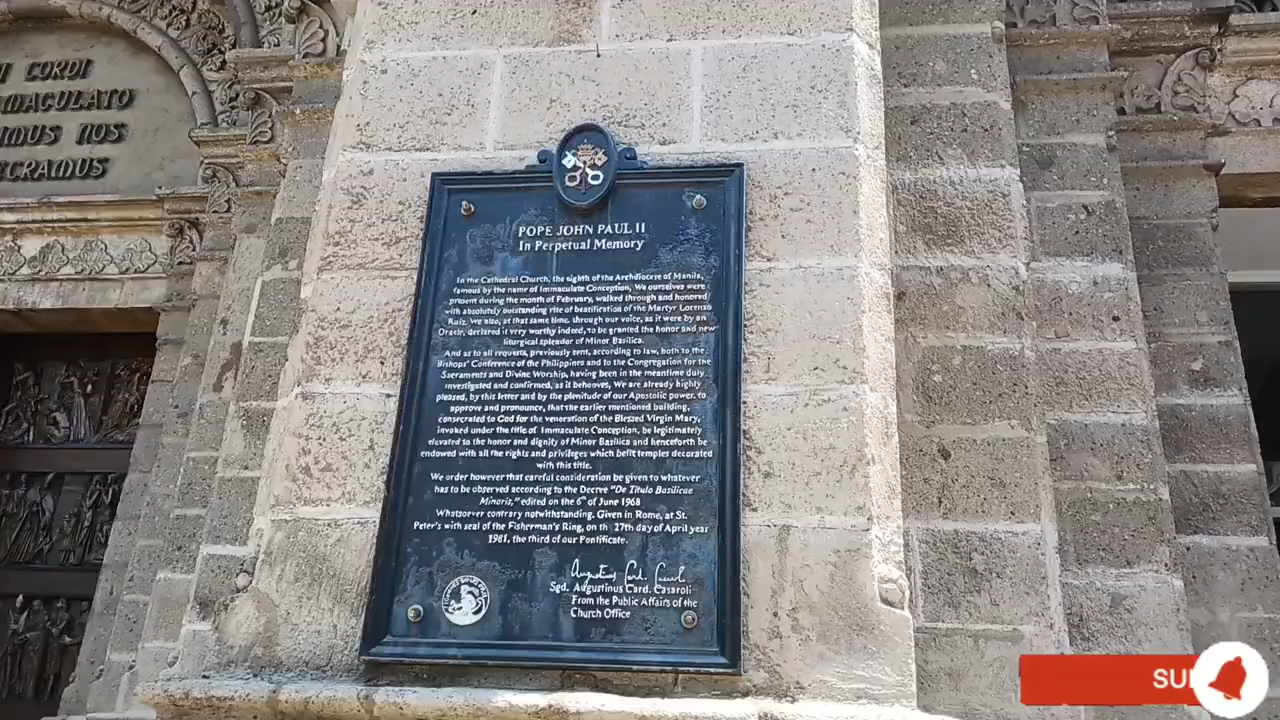 CORDI
MACULATO
MUS NOS
CRAMUS
POPE JOHN PAUL II
In Perpetual Memory
In the Cathedral Church, the eighth of the Archdiocese of Manila,
famous by the name of Immaculate Conception, We ourselves were
present during the month of February, walked through and honored
with absolutely outstanding rite of beatification of the Martyr Lorenzo
Ruiz. We also, at that same time, through our voice, as it were by an
Oracle, declared it very worthy indeed, to be granted the honor and new
liturgical splendor of Minor Basilica.
And as to all requests, previously sent, according to law, both to the
Bishops' Conference of the Philippines and to the Congregation for the
Sacraments and Divine Worship, having been in the meantime duly
investigated and confirmed, as it behooves, We are already highly
pleased, by this letter and by the plenitude of our Apostolic power, to
approve and pronounce, that the earlier mentioned building,
consecrated to God for the veneration of the Blessed Virgin Mary,
invoked under the title of Immaculate Conception, be legitimately
elevated to the honor and dignity of Minor Basilica and henceforth be
endowed with all the rights and privileges which befit temples decorated
with this title.
We order however that careful consideration be given to whatever
has to be observed according to the Decree "De Titulo Basilicae
Minoris," edited on the 6th of June 1968
Whatsoever contrary notwithstanding. Given in Rome, at St.
Peter's with seal of the Fisherman's Ring, on th 27th day of April year
1981, the third of our Pontificate.
Augustinus Card. Casaroli
Sgd. Augustinus Card. Casaroli
From the Public Affairs of the
Church Office
SU